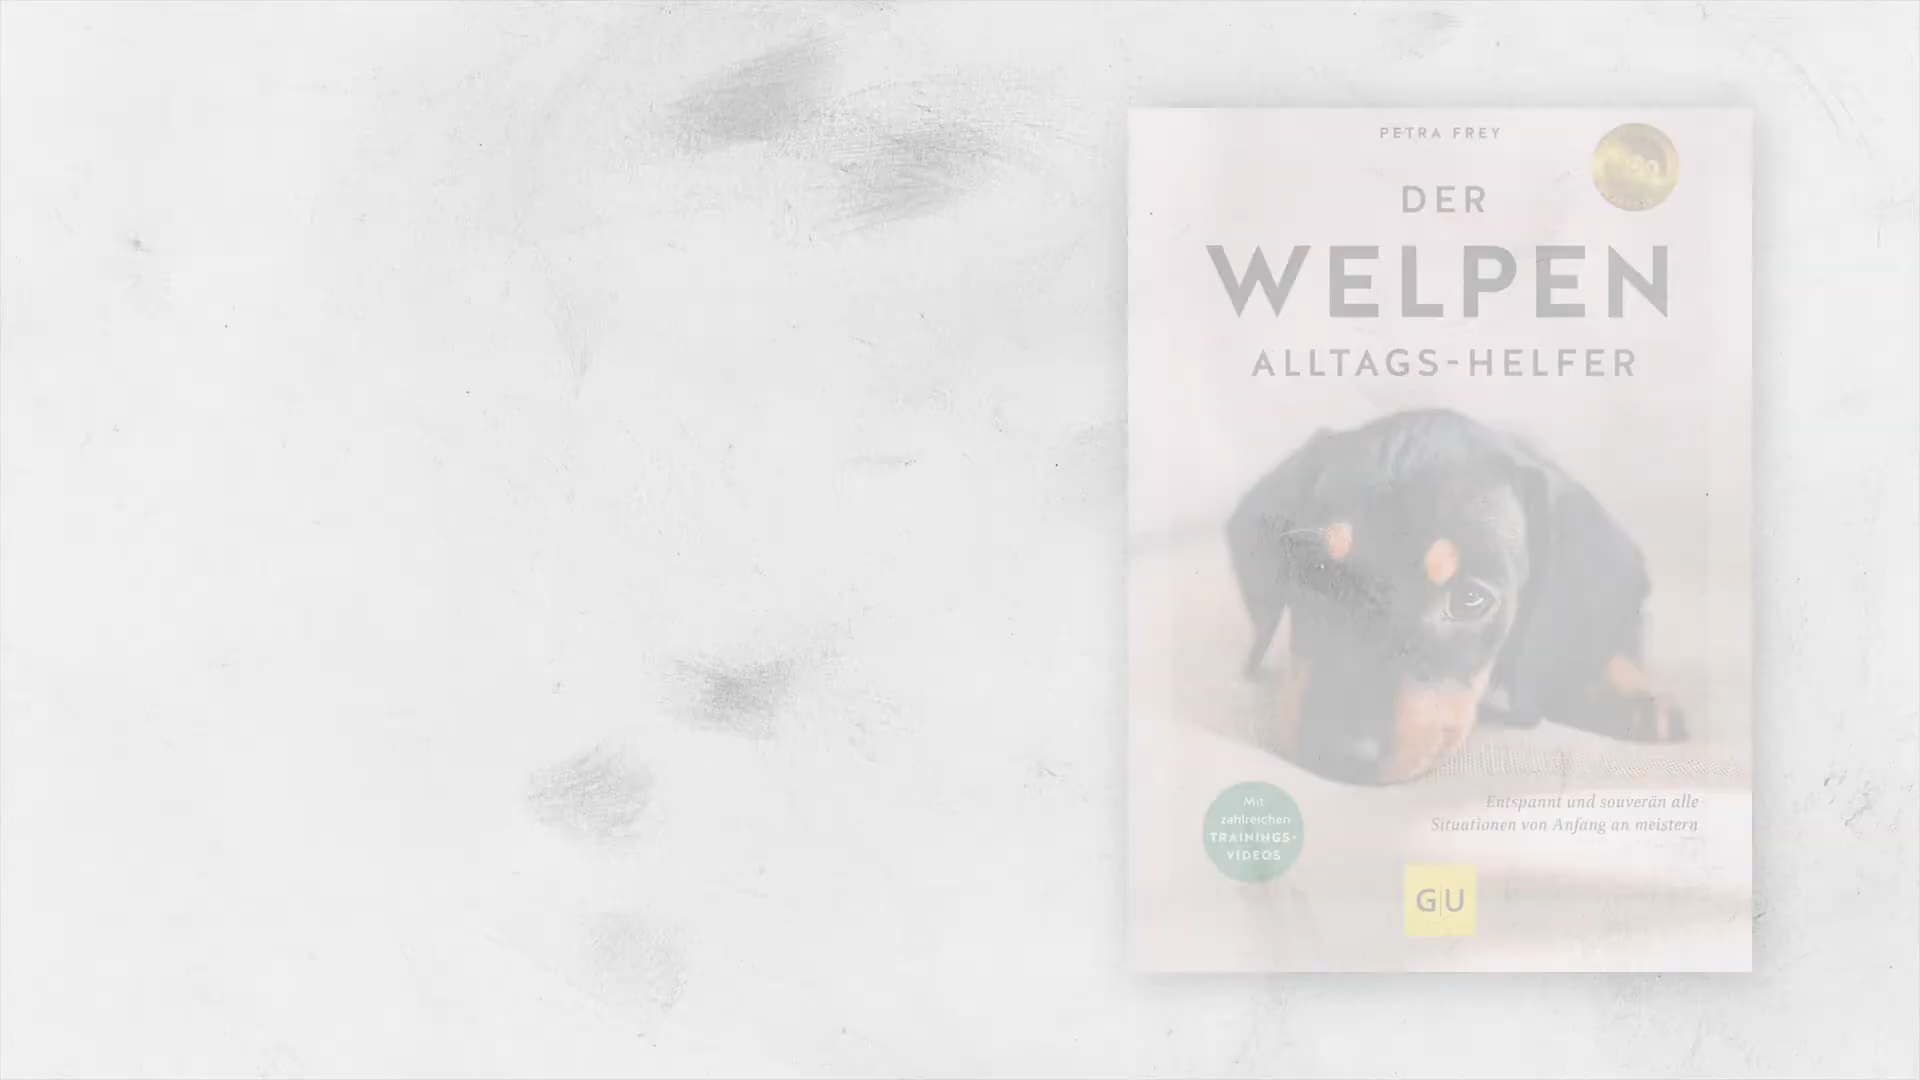 PETRA FREY
DER
WELPEN
ALLTAGS-HELFER
Mit
zahlreichen
TRAININGS-
VIDEOS
Entspannt und souverän alle
Situationen von Anfang an meistern
G|U